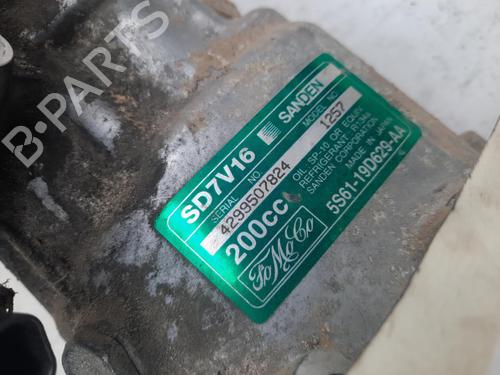 SD7V16 SANDEN
SERIAL NO. MODEL NO.
4299507824 1257
200CC OIL SP-10 OR EQUIV.
REFRIGERANT R134a
SANDEN CORPORATION
MADE IN JAPAN
FoMoCo 5S61-19D629-AA